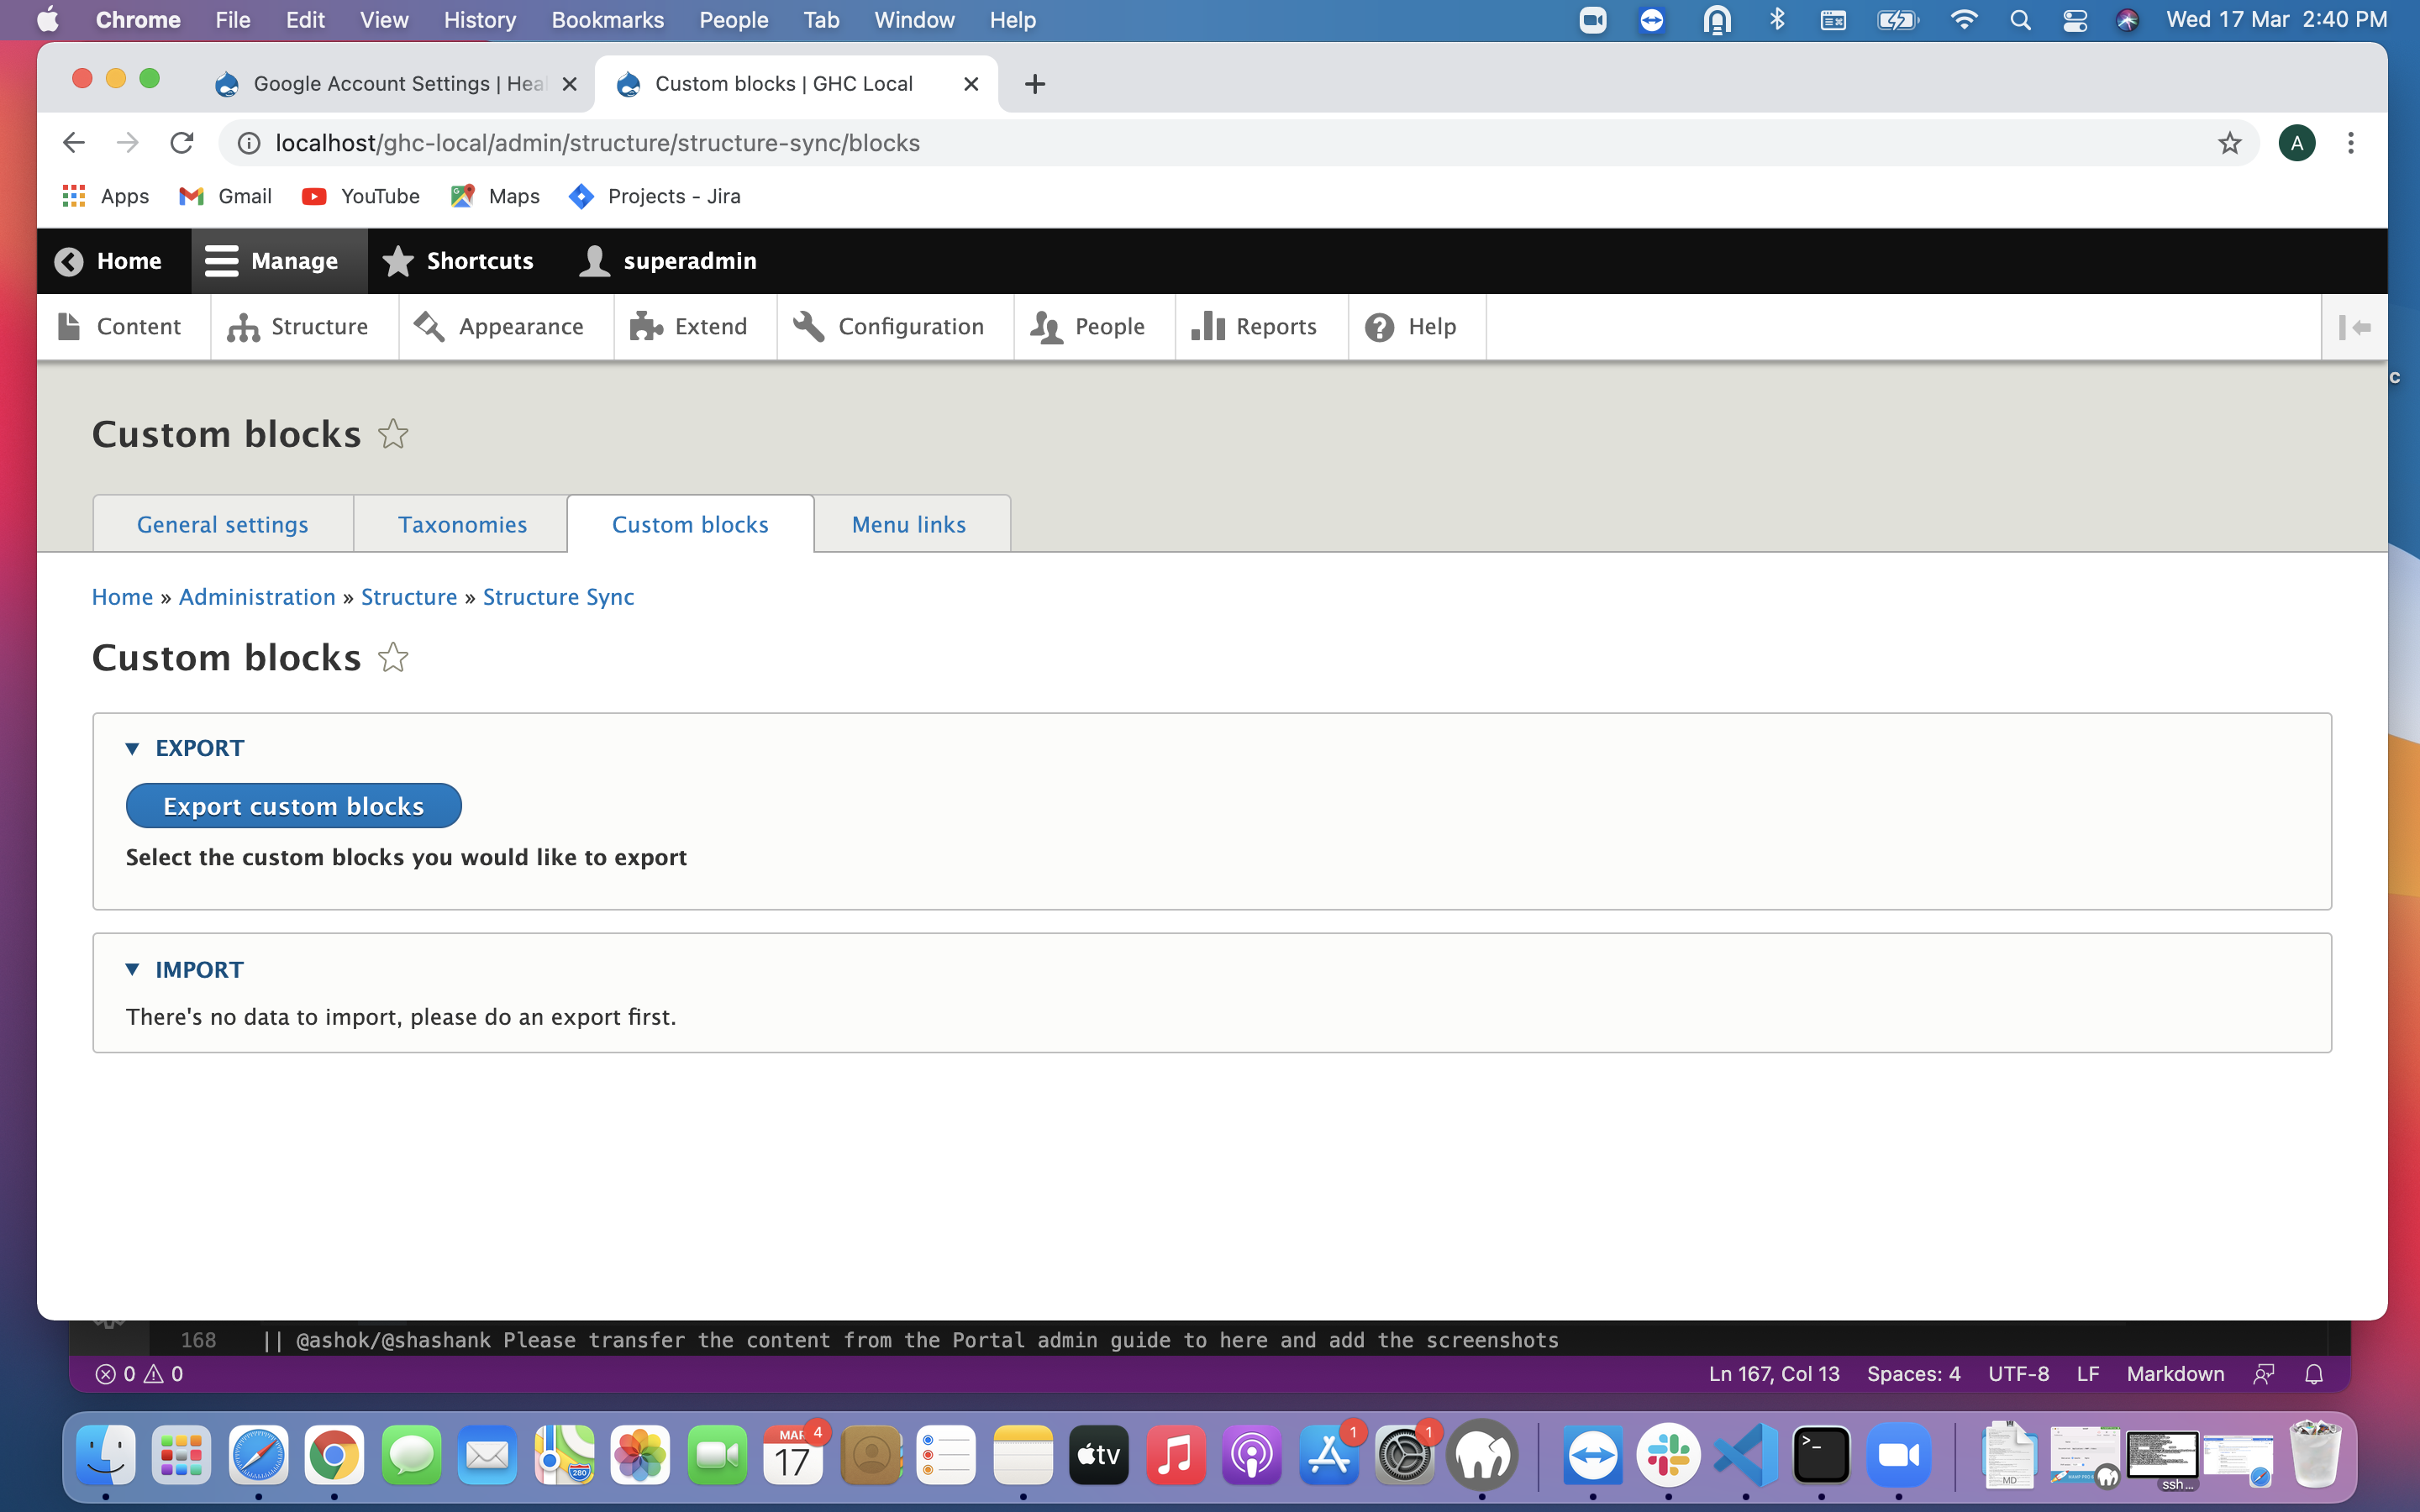 Chrome File Edit View History Bookmarks People Tab Window Help Wed 17 Mar 2:40 PM
Google Account Settings | Hea Custom blocks | GHC Local
localhost/ghc-local/admin/structure/structure-sync/blocks A
Apps Gmail YouTube Maps Projects - Jira
Home Manage Shortcuts superadmin
Content Structure Appearance Extend Configuration People Reports Help
c
Custom blocks
General settings Taxonomies Custom blocks Menu links
Home » Administration » Structure » Structure Sync
Custom blocks
EXPORT
Export custom blocks
Select the custom blocks you would like to export
IMPORT
There's no data to import, please do an export first.
168 || @ashok/@shashank Please transfer the content from the Portal admin guide to here and add the screenshots
0 0 Ln 167, Col 13 Spaces: 4 UTF-8 LF Markdown
280 MAR 17 4 tv 1 1 >_ MD ssh...